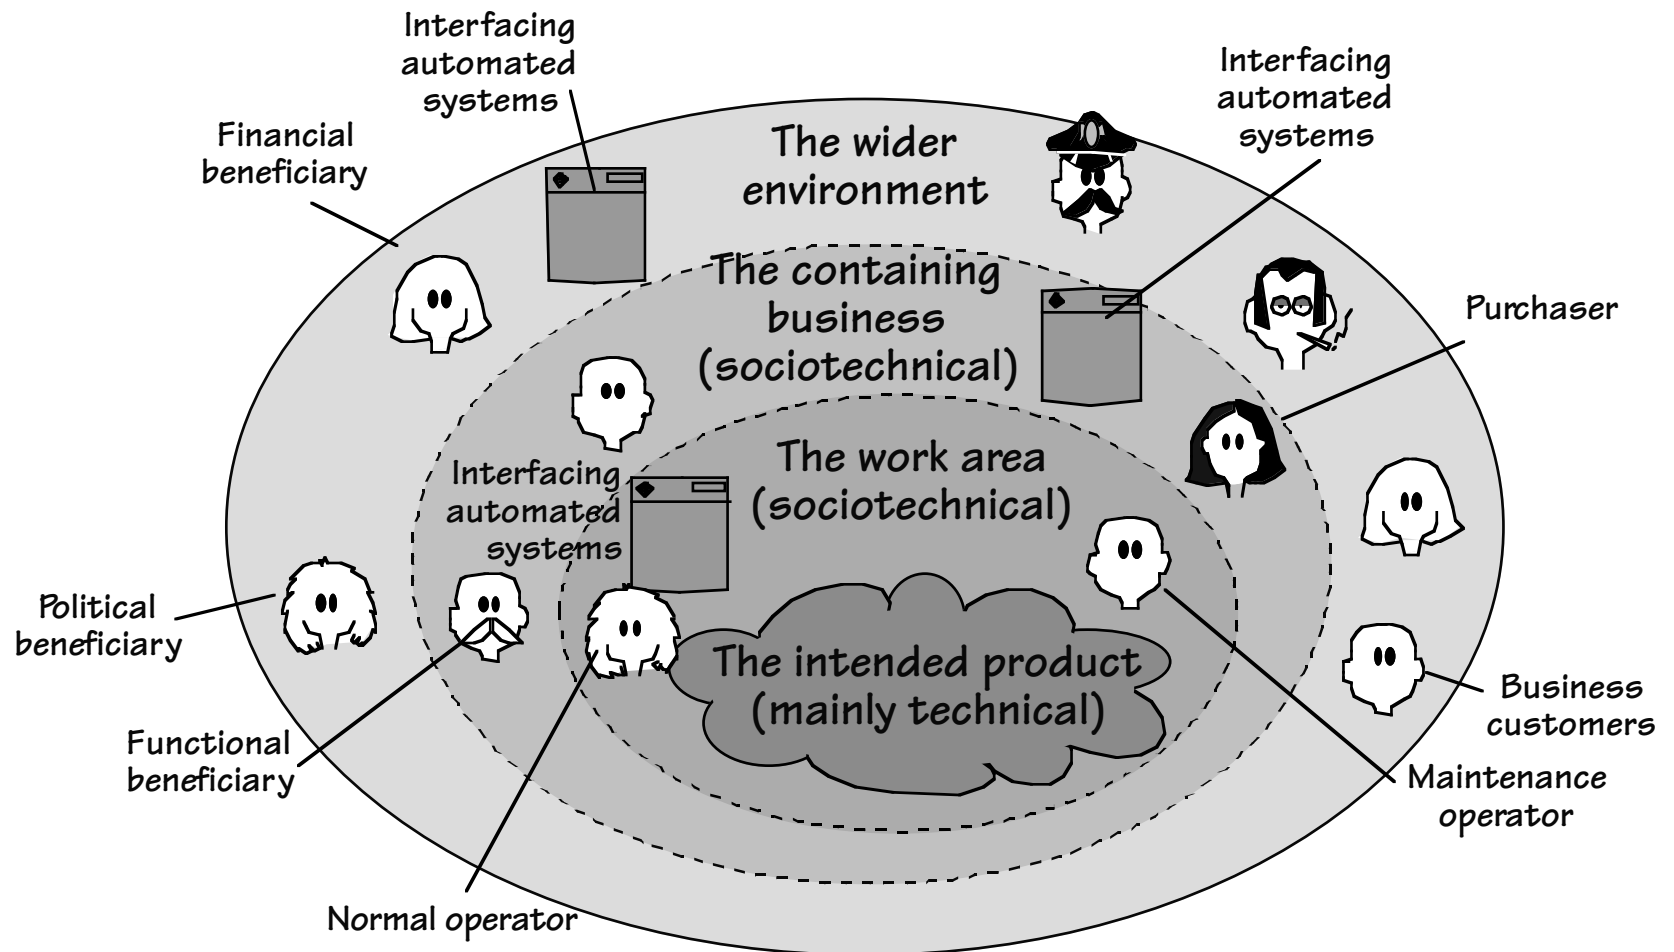 Interfacing
automated
systems
Interfacing
automated
systems
Financial
beneficiary
The wider
environment
The containing
business
(sociotechnical)
Purchaser
Interfacing
automated
systems
The work area
(sociotechnical)
Political
beneficiary
The intended product
(mainly technical)
Business
customers
Functional
beneficiary
Maintenance
operator
Normal operator